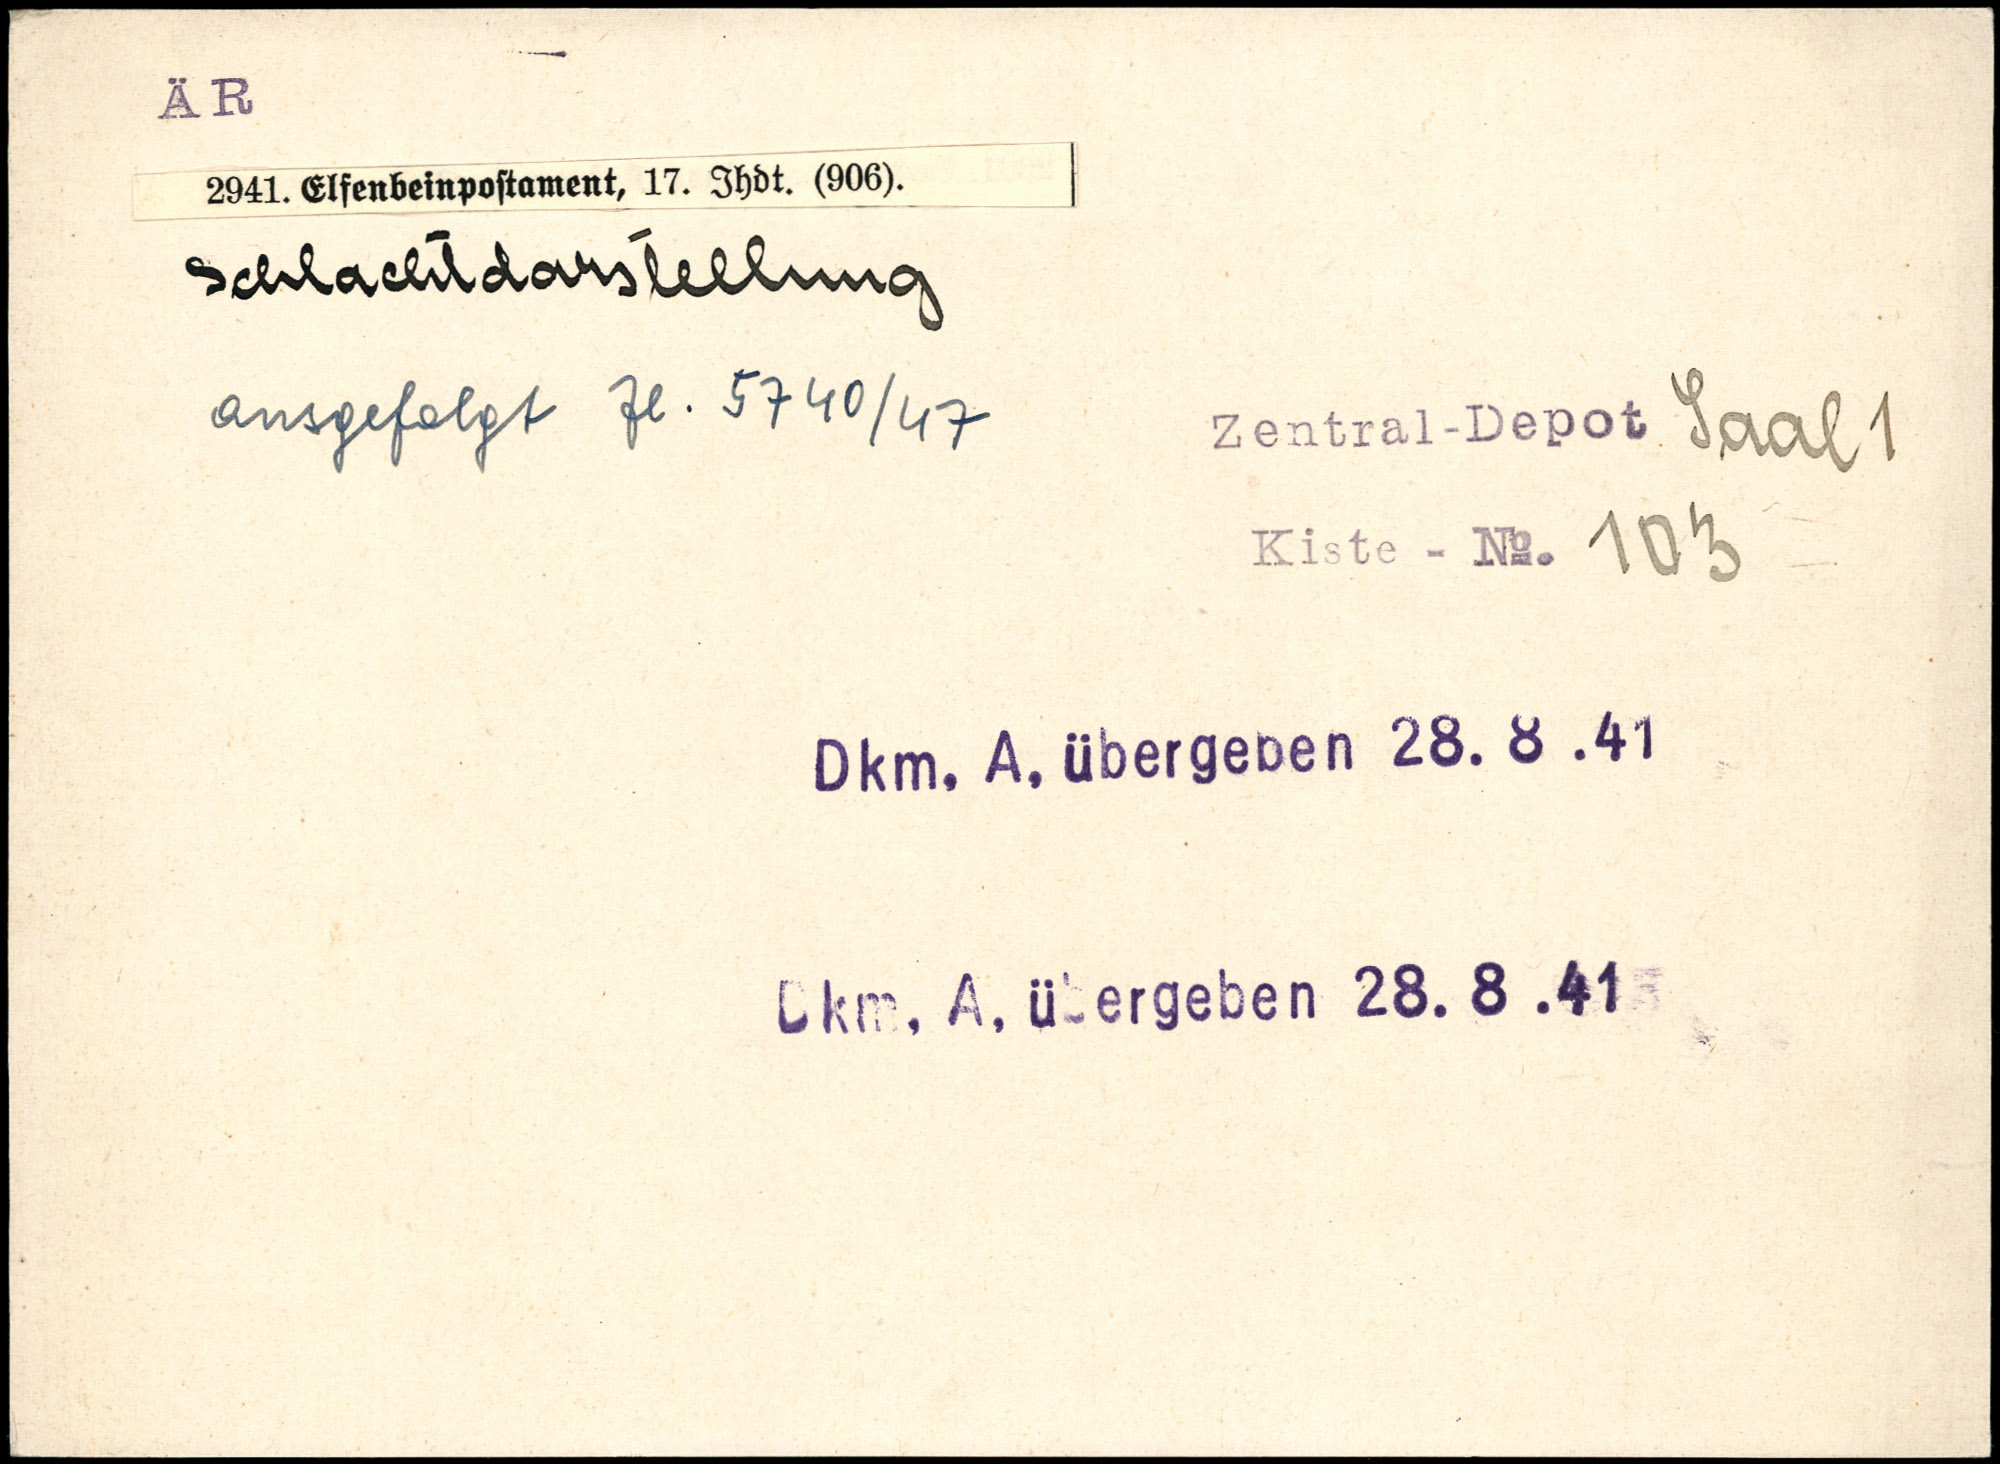 ÄR
2941. Elfenbeinpostament, 17. Jhdt. (906).
Schlachtdarstellung
ausgefolgt Zl. 5740/47
Zentral-Depot Saal 1
Kiste - No. 103
Dkm. A. übergeben 28. 8 .41
Dkm. A. übergeben 28. 8 .41